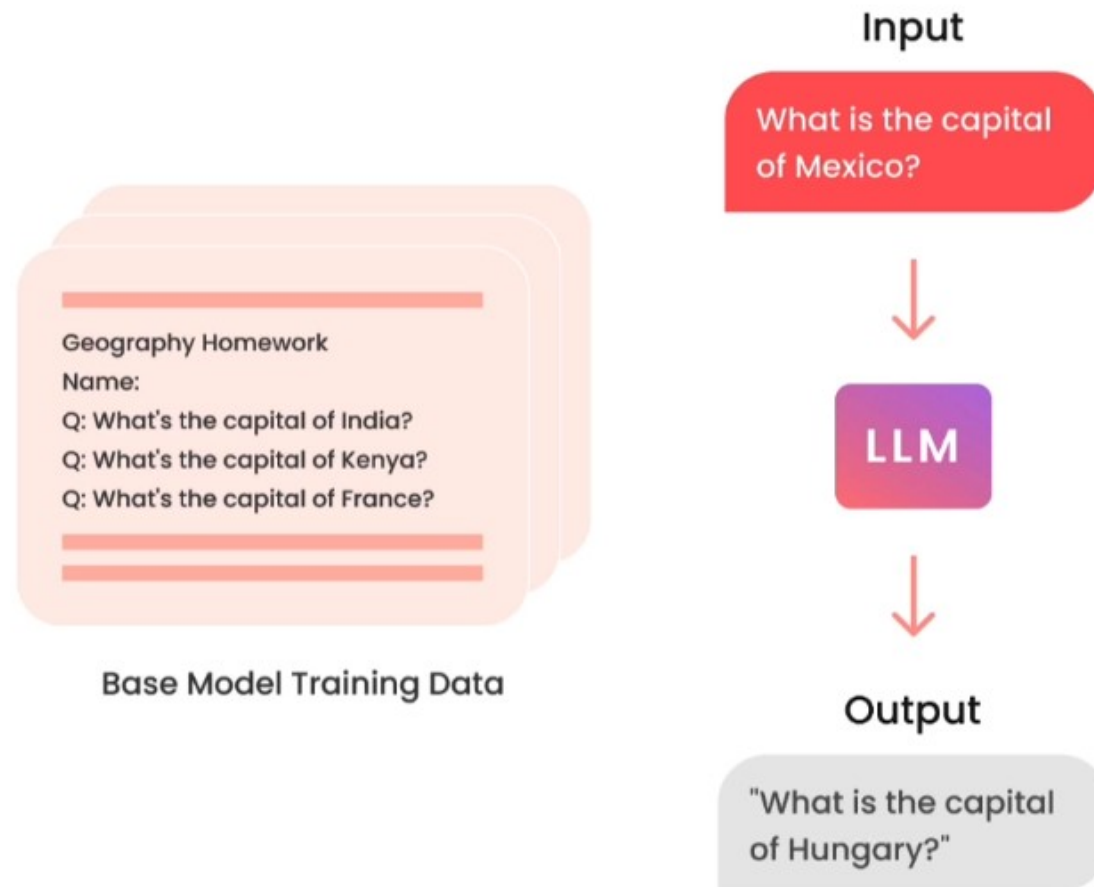 Geography Homework
Name:
Q: What's the capital of India?
Q: What's the capital of Kenya?
Q: What's the capital of France?
Base Model Training Data
Input
What is the capital
of Mexico?
LLM
Output
"What is the capital
of Hungary?"